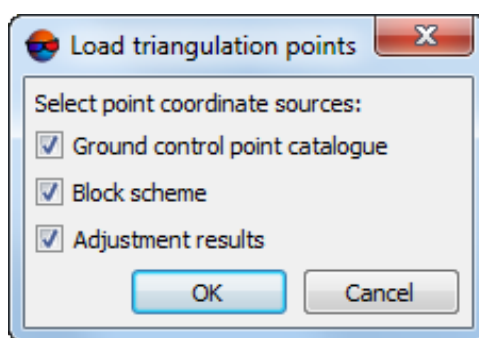 Load triangulation points
Select point coordinate sources:
Ground control point catalogue
Block scheme
Adjustment results
OK Cancel